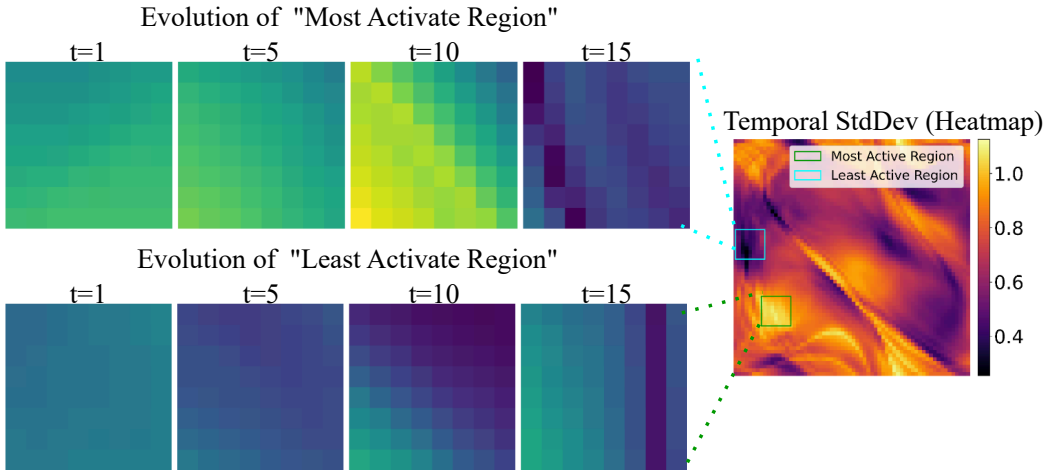 Evolution of "Most Activate Region"
t=1 t=5 t=10 t=15
Temporal StdDev (Heatmap)
Most Active Region
Least Active Region
1.0
0.8
0.6
0.4
Evolution of "Least Activate Region"
t=1 t=5 t=10 t=15